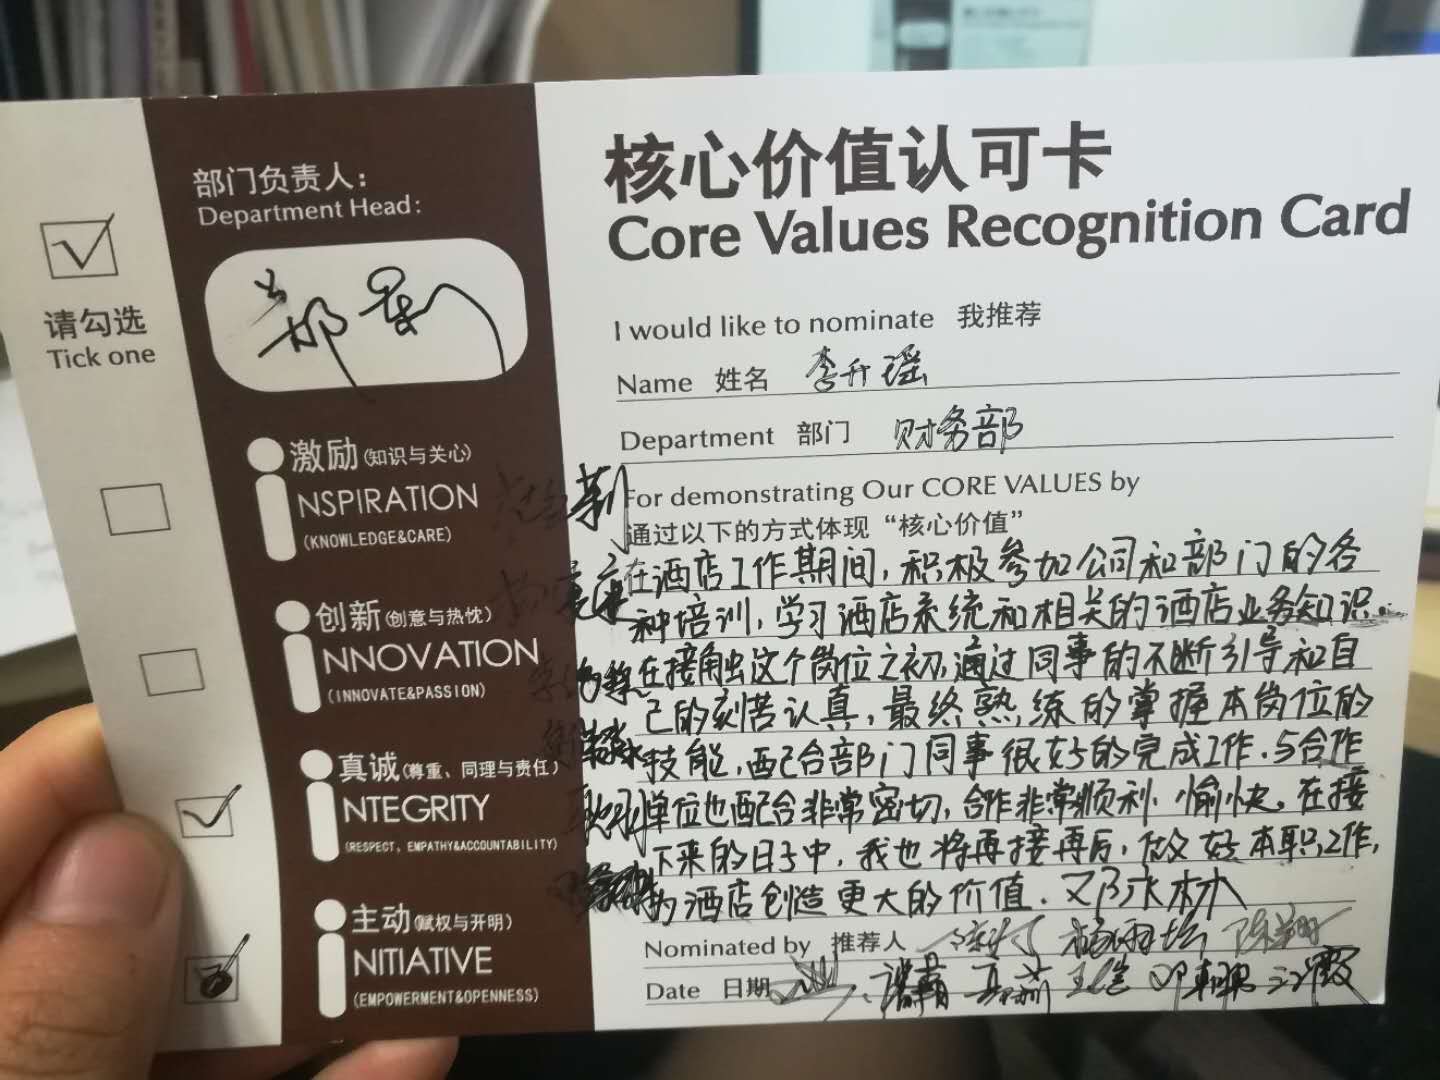 请勾选
Tick one
部门负责人：
Department Head:
激励(知识与关心)
INSPIRATION
(KNOWLEDGE&CARE)
创新(创意与热忱)
INNOVATION
(INNOVATE&PASSION)
真诚(尊重、同理与责任)
INTEGRITY
(RESPECT, EMPATHY&ACCOUNTABILITY)
主动(赋权与开明)
INITIATIVE
(EMPOWERMENT&OPENNESS)
核心价值认可卡
Core Values Recognition Card
I would like to nominate 我推荐
Name 姓名 李升瑶
Department 部门 财务部
For demonstrating Our CORE VALUES by
通过以下的方式体现“核心价值”
在酒店工作期间，积极参加公司和部门的各
种培训，学习酒店系统和相关的酒店业务知识.
在接触这个岗位之初，通过同事的不断引导和自
己的刻苦认真，最终熟练的掌握本岗位的
技能，配合部门同事很好的完成工作.与合作
单位也配合非常密切，合作非常顺利、愉快。在接
下来的日子中，我也将再接再厉，做好本职工作，
为酒店创造更大的价值.
Nominated by 推荐人
Date 日期